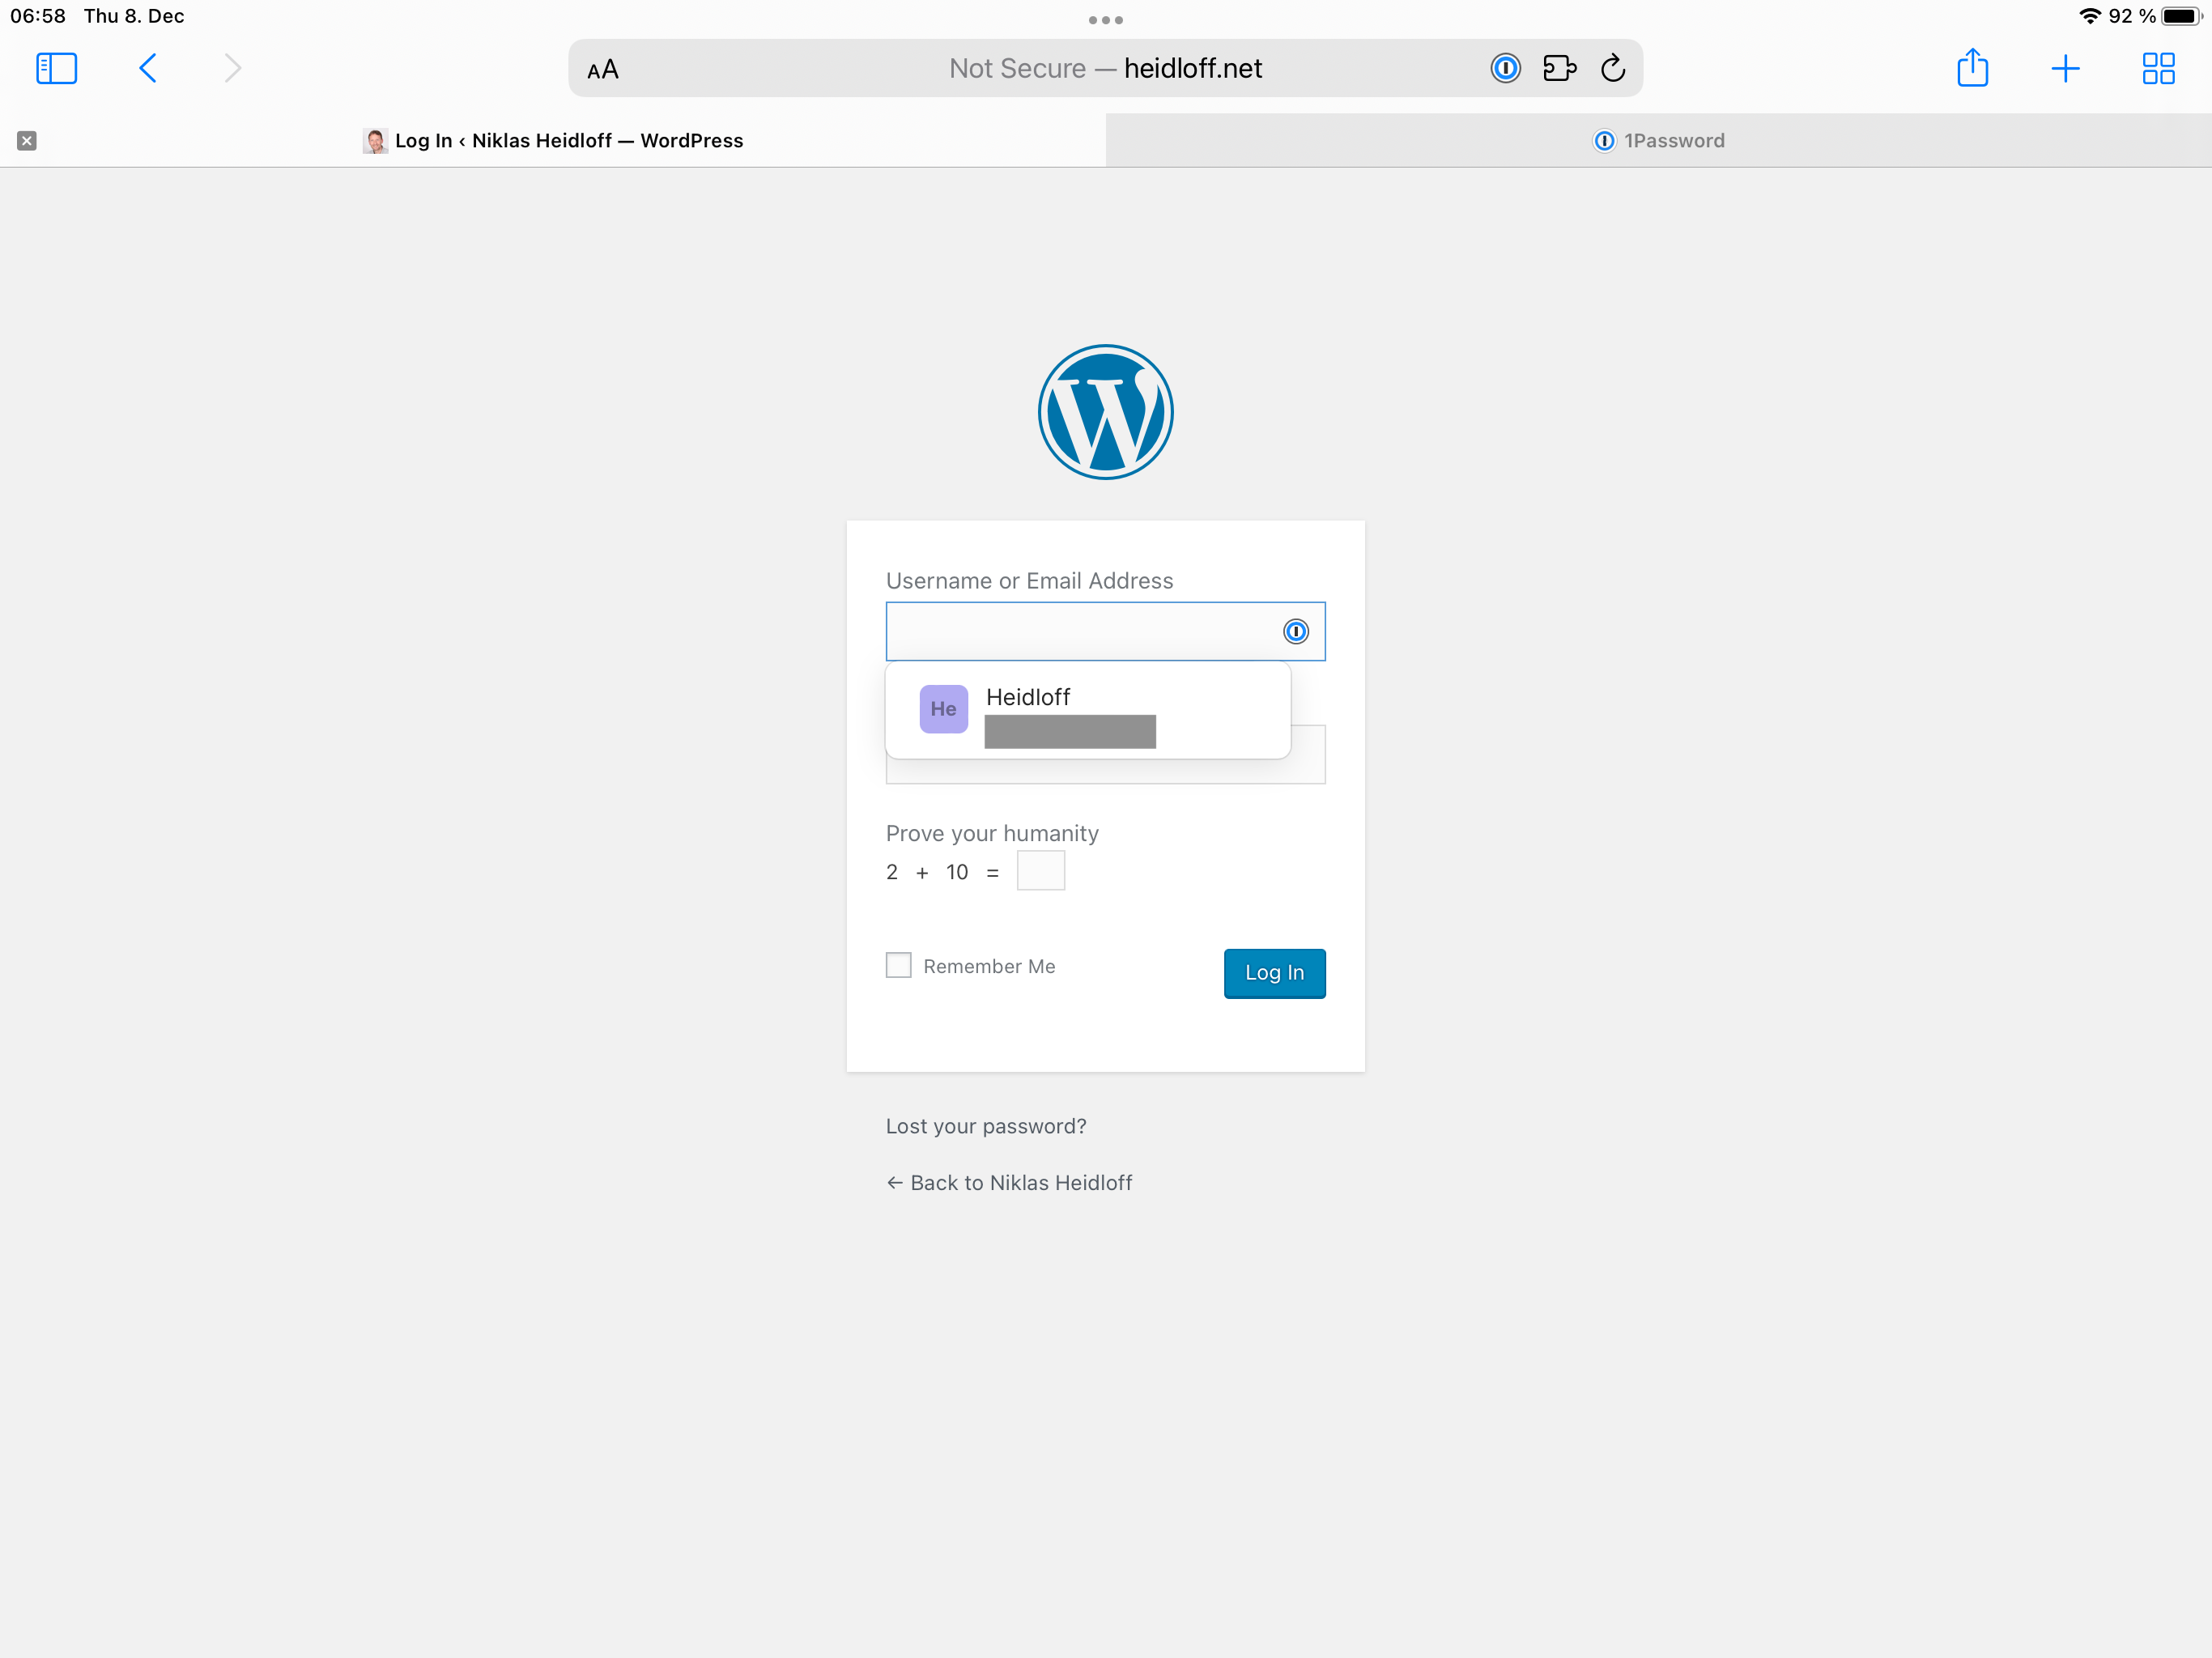 06:58 Thu 8. Dec
92 %
AA
Not Secure — heidloff.net
Log In ‹ Niklas Heidloff — WordPress
1Password
Username or Email Address
He
Heidloff
Prove your humanity
2 + 10 =
Remember Me
Log In
Lost your password?
← Back to Niklas Heidloff